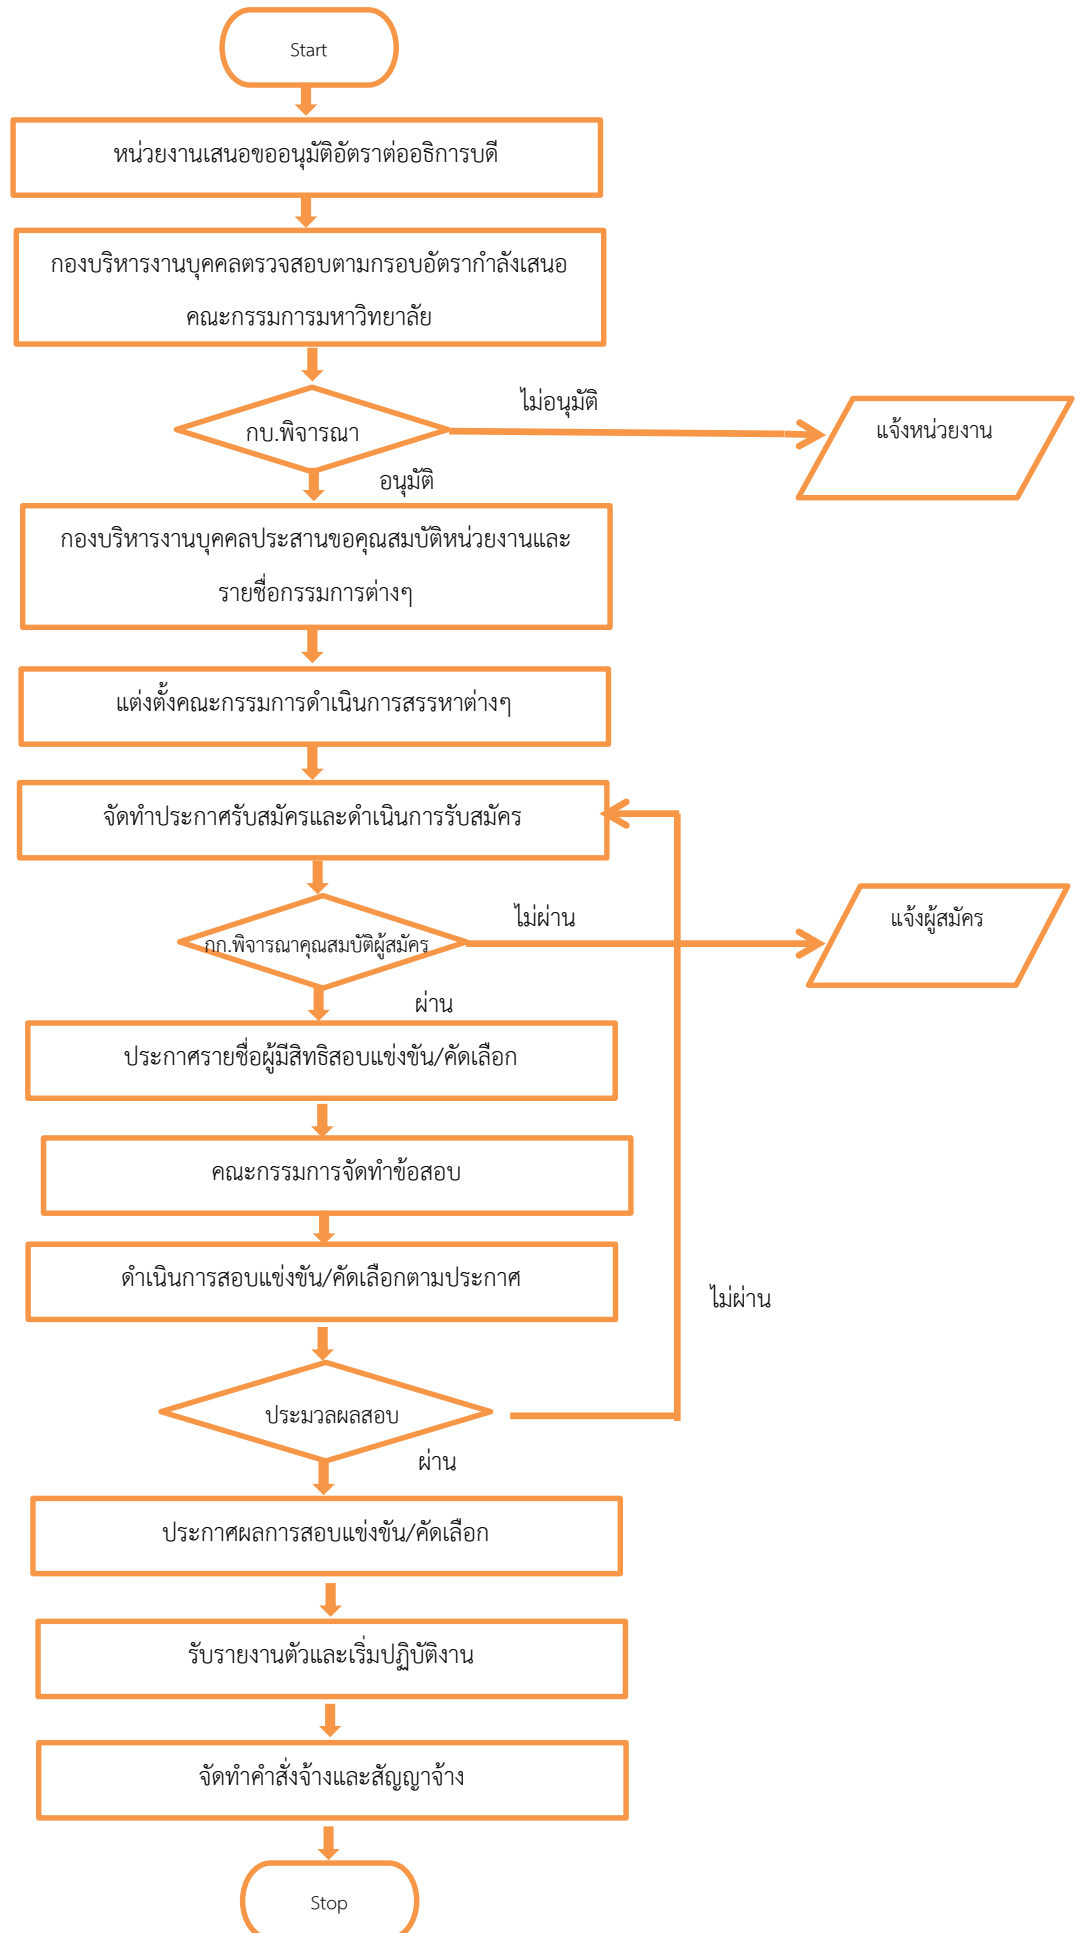 Start
หน่วยงานเสนอขออนุมัติอัตราต่ออธิการบดี
กองบริหารงานบุคคลตรวจสอบตามกรอบอัตรากำลังเสนอ
คณะกรรมการมหาวิทยาลัย
ไม่อนุมัติ
กบ.พิจารณา
แจ้งหน่วยงาน
อนุมัติ
กองบริหารงานบุคคลประสานขอคุณสมบัติหน่วยงานและ
รายชื่อกรรมการต่างๆ
แต่งตั้งคณะกรรมการดำเนินการสรรหาต่างๆ
จัดทำประกาศรับสมัครและดำเนินการรับสมัคร
ไม่ผ่าน
กก.พิจารณาคุณสมบัติผู้สมัคร
แจ้งผู้สมัคร
ผ่าน
ประกาศรายชื่อผู้มีสิทธิสอบแข่งขัน/คัดเลือก
คณะกรรมการจัดทำข้อสอบ
ดำเนินการสอบแข่งขัน/คัดเลือกตามประกาศ
ไม่ผ่าน
ประมวลผลสอบ
ผ่าน
ประกาศผลการสอบแข่งขัน/คัดเลือก
รับรายงานตัวและเริ่มปฏิบัติงาน
จัดทำคำสั่งจ้างและสัญญาจ้าง
Stop